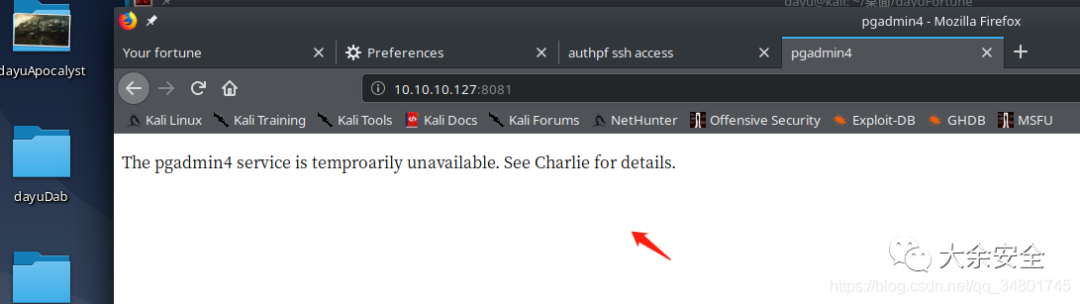 dayu@kali: ~/桌面/dayuFortune
pgadmin4 - Mozilla Firefox
dayuApocalyst
Your fortune
Preferences
authpf ssh access
pgadmin4
10.10.10.127:8081
Kali Linux
Kali Training
Kali Tools
Kali Docs
Kali Forums
NetHunter
Offensive Security
Exploit-DB
GHDB
MSFU
The pgadmin4 service is temproarily unavailable. See Charlie for details.
dayuDab
大余安全
https://blog.csdn.net/qq_34801745